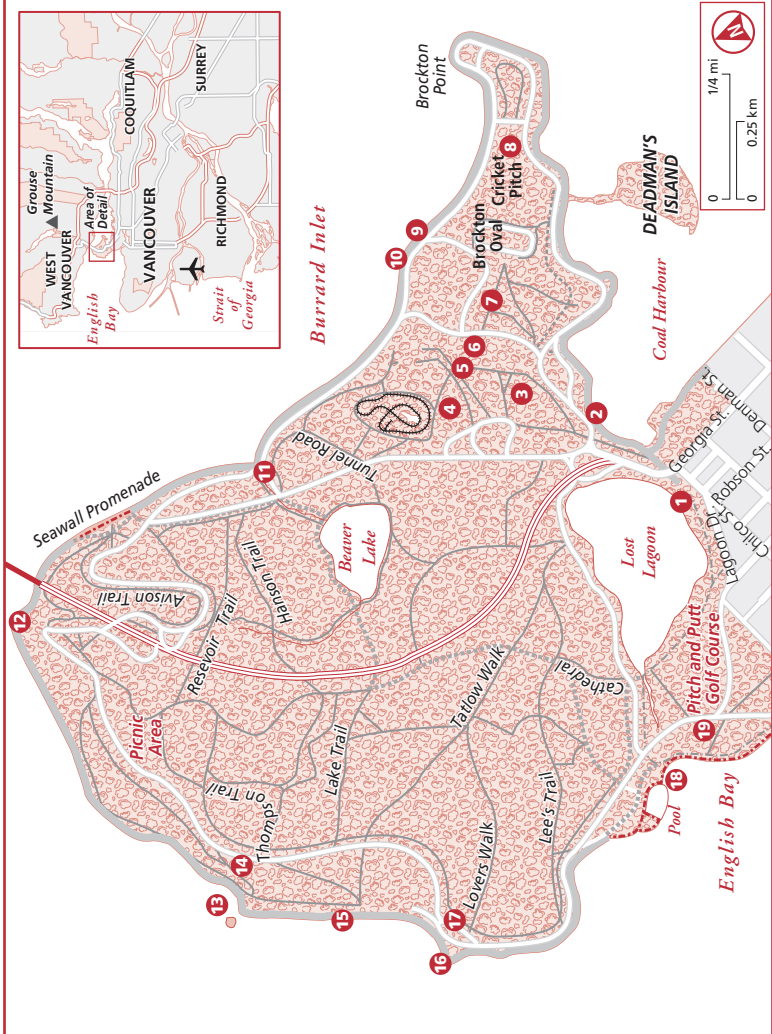 Grouse
Mountain
WEST
VANCOUVER
COQUITLAM
Area of
Detail
English
Bay
VANCOUVER
SURREY
RICHMOND
Strait
of
Georgia
Brockton
Point
Burrard Inlet
8
Cricket
Pitch
Brockton
Oval
9
10
7
6
5
4
3
2
DEADMAN'S
ISLAND
Coal Harbour
1/4 mi
0
0
0.25 km
N
Seawall Promenade
11
Tunnel Road
12
Avison Trail
Resevoir Trail
Hanson Trail
Beaver
Lake
Picnic
Area
Thompson Trail
Lake Trail
Tatlow Walk
Cathedral
Lovers Walk
Lee's Trail
13
14
15
16
17
Lost
Lagoon
1
Georgia St.
Denman St.
Robson St.
Chilco St.
Lagoon Dr.
Pitch and Putt
Golf Course
19
18
Pool
English Bay